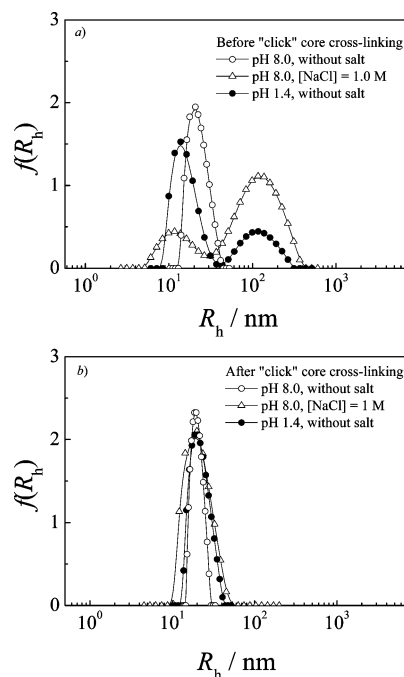 a)
Before "click" core cross-linking
pH 8.0, without salt
pH 8.0, [NaCl] = 1.0 M
pH 1.4, without salt
f(Rh)
3
2
1
0
10^0 10^1 10^2 10^3
Rh / nm
b)
After "click" core cross-linking
pH 8.0, without salt
pH 8.0, [NaCl] = 1 M
pH 1.4, without salt
f(Rh)
3
2
1
0
10^0 10^1 10^2 10^3
Rh / nm